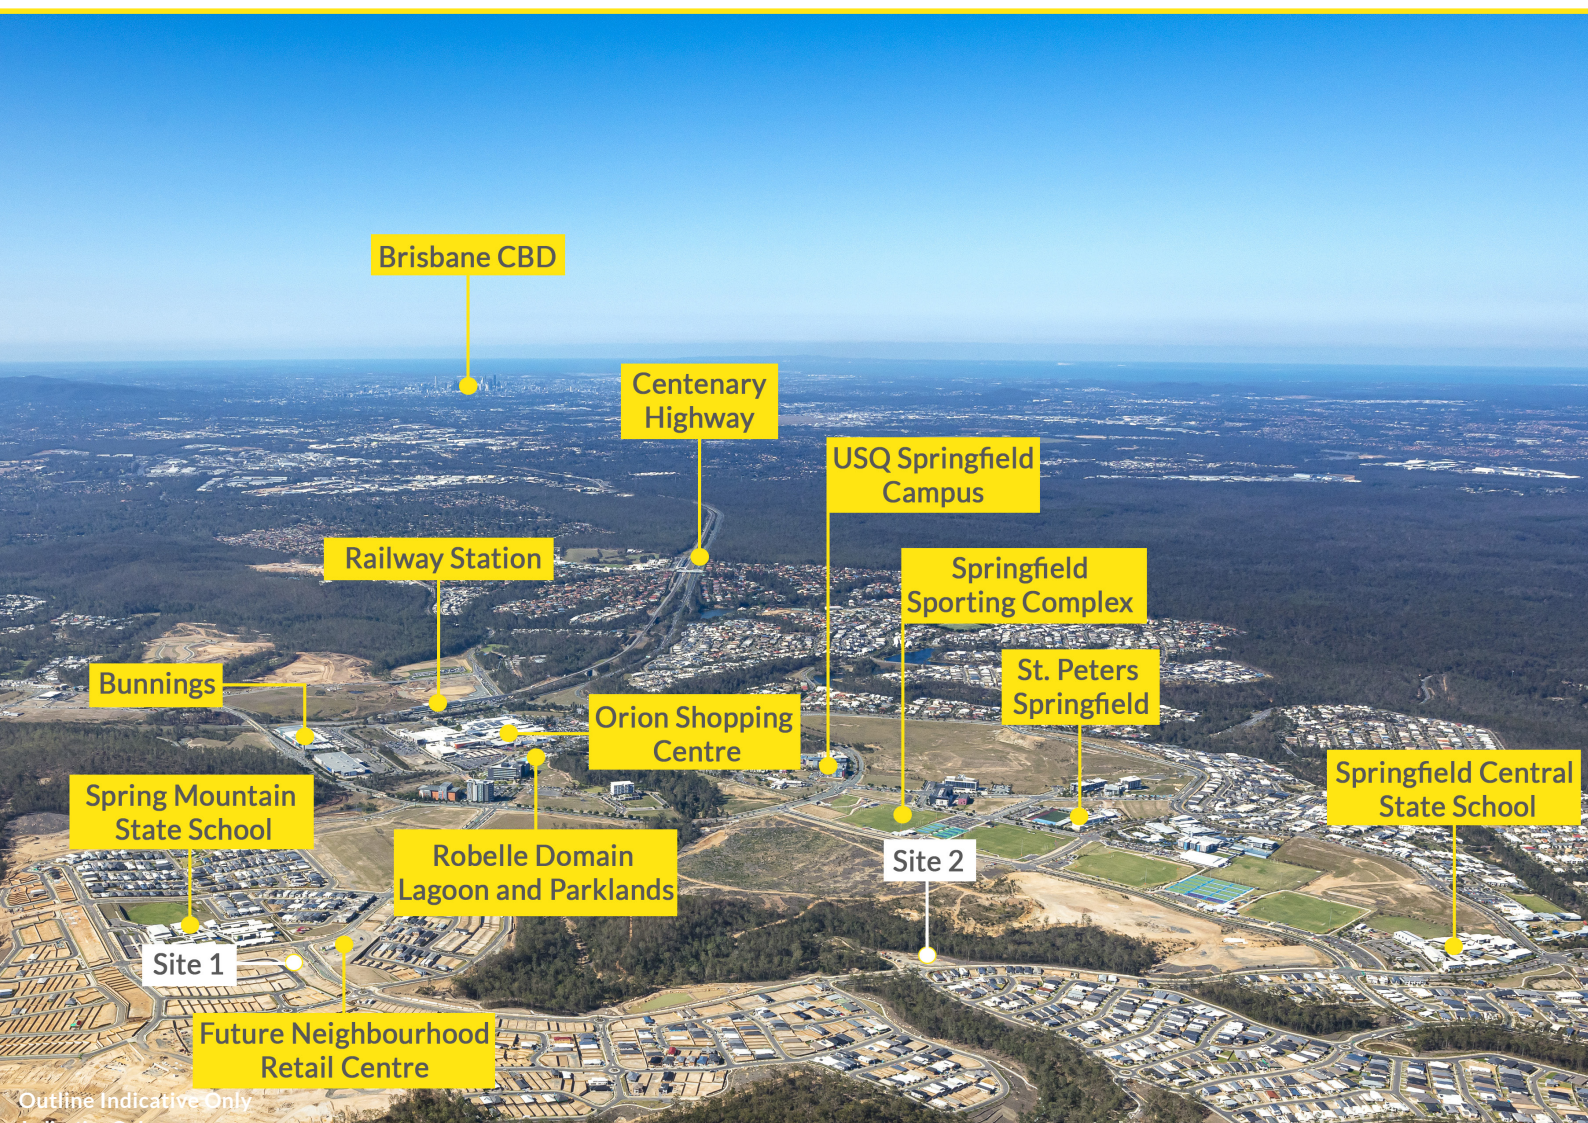 Brisbane CBD
Centenary
Highway
USQ Springfield
Campus
Railway Station
Springfield
Sporting Complex
St. Peters
Springfield
Bunnings
Orion Shopping
Centre
Springfield Central
State School
Spring Mountain
State School
Robelle Domain
Lagoon and Parklands
Site 2
Site 1
Future Neighbourhood
Retail Centre
Outline Indicative Only